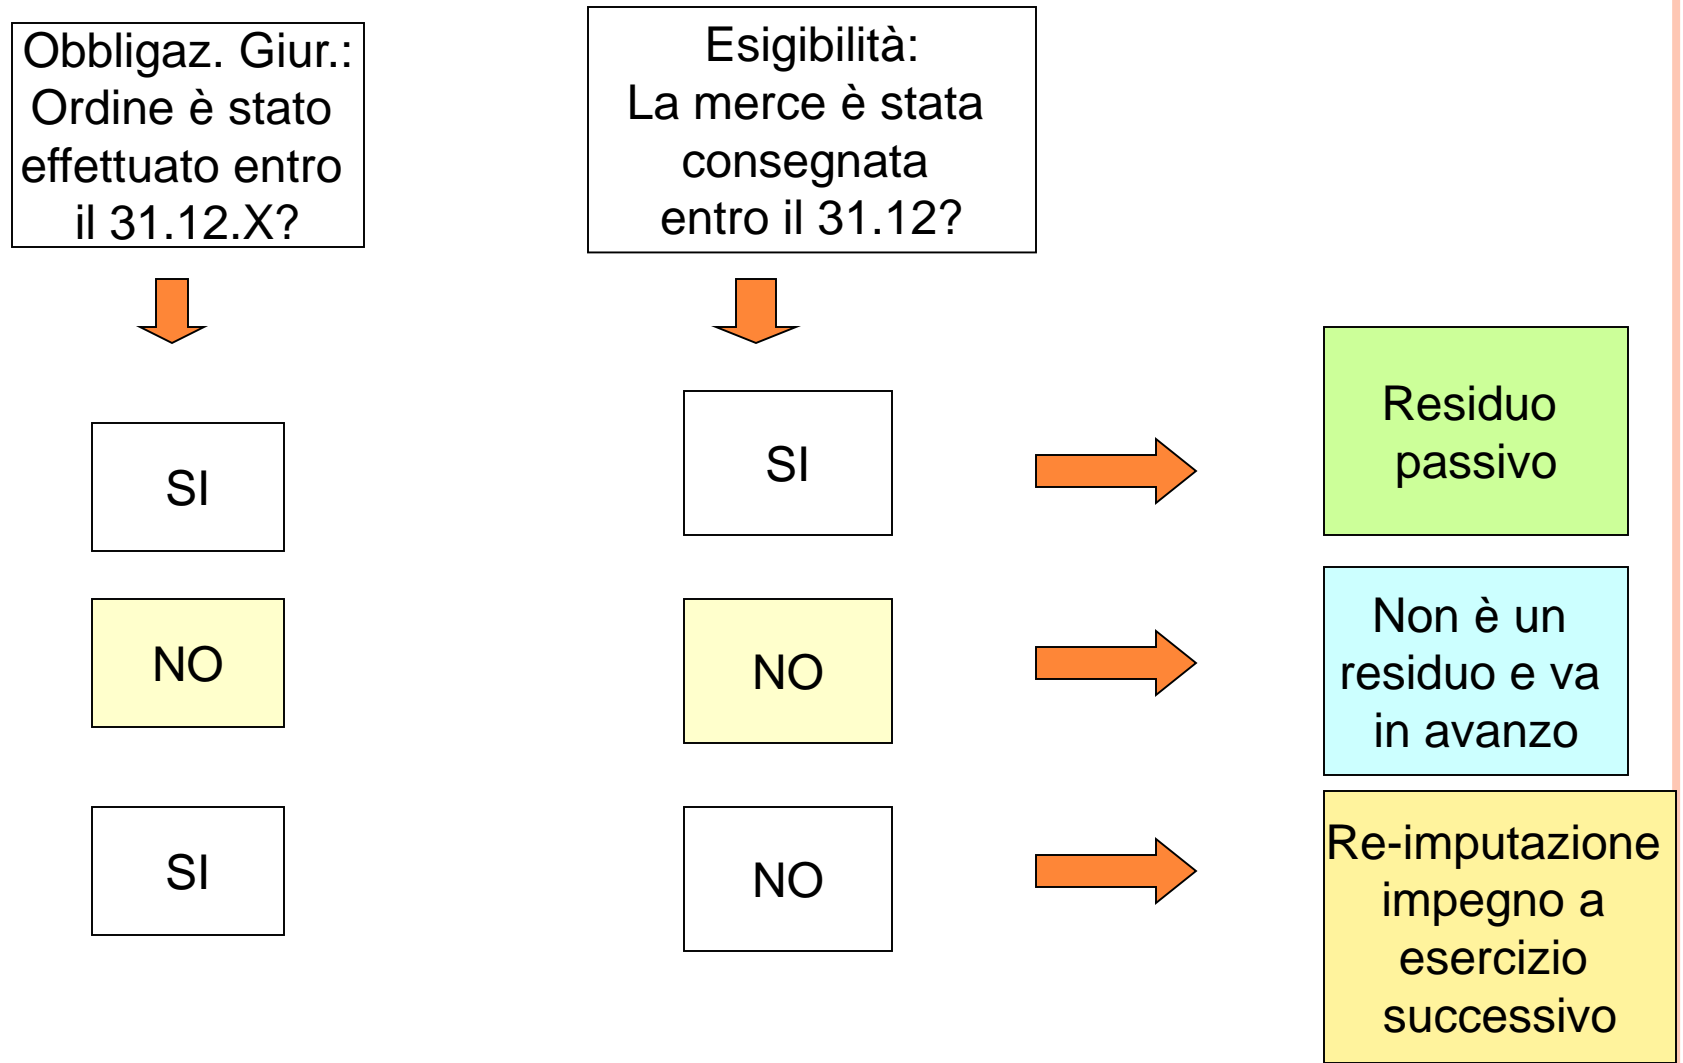 Obbligaz. Giur.:
Ordine è stato
effettuato entro
il 31.12.X?
Esigibilità:
La merce è stata
consegnata
entro il 31.12?
SI
SI
Residuo
passivo
NO
NO
Non è un
residuo e va
in avanzo
SI
NO
Re-imputazione
impegno a
esercizio
successivo